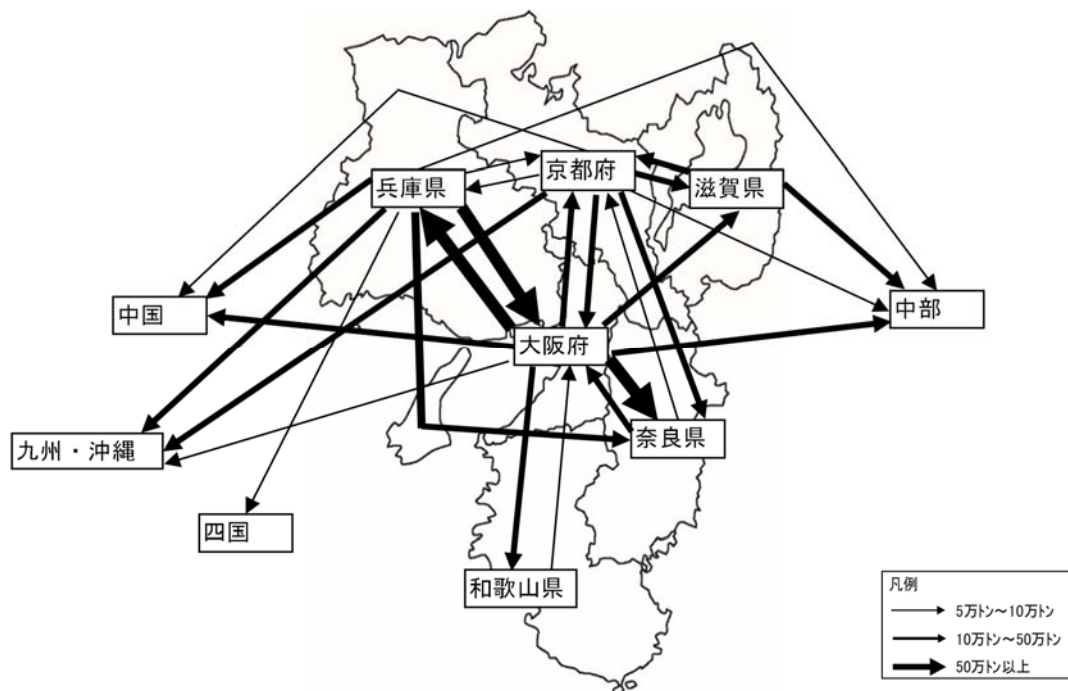 京都府
兵庫県
滋賀県
中国
中部
大阪府
九州・沖縄
奈良県
四国
和歌山県
凡例
5万トン～10万トン
10万トン～50万トン
50万トン以上